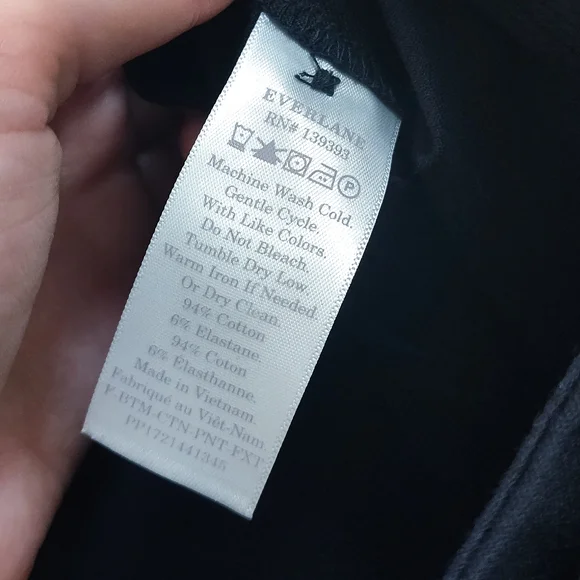 EVERLANE
RN# 139393
Machine Wash Cold.
Gentle Cycle.
With Like Colors.
Do Not Bleach.
Tumble Dry Low.
Warm Iron If Needed.
Or Dry Clean.
94% Cotton
6% Elastane.
94% Coton
6% Elasthanne.
Made in Vietnam.
Fabriqué au Viêt-Nam.
F-BTM-CTN-PNT-EXT
PP1721441345